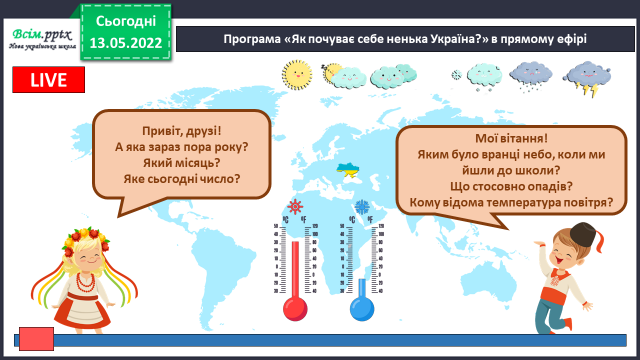 Всім.pptx
Нова українська школа
Сьогодні
13.05.2022
Програма «Як почуває себе ненька Україна?» в прямому ефірі
LIVE
Привіт, друзі!
А яка зараз пора року?
Який місяць?
Яке сьогодні число?
Мої вітання!
Яким було вранці небо, коли ми
йшли до школи?
Що стосовно опадів?
Кому відома температура повітря?
°C °F °C °F